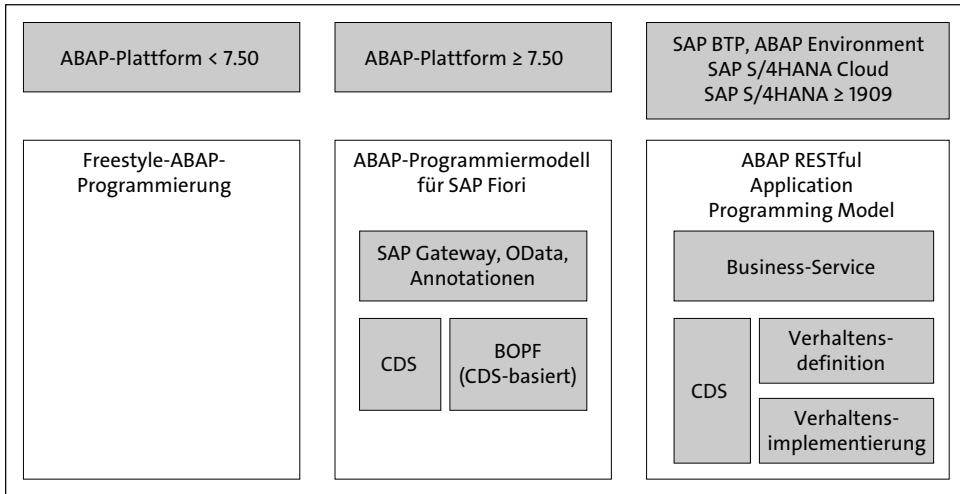 ABAP-Plattform < 7.50
ABAP-Plattform ≥ 7.50
SAP BTP, ABAP Environment
SAP S/4HANA Cloud
SAP S/4HANA ≥ 1909
Freestyle-ABAP-
Programmierung
ABAP-Programmiermodell
für SAP Fiori
SAP Gateway, OData,
Annotationen
CDS
BOPF
(CDS-basiert)
ABAP RESTful
Application
Programming Model
Business-Service
CDS
Verhaltens-
definition
Verhaltens-
implementierung